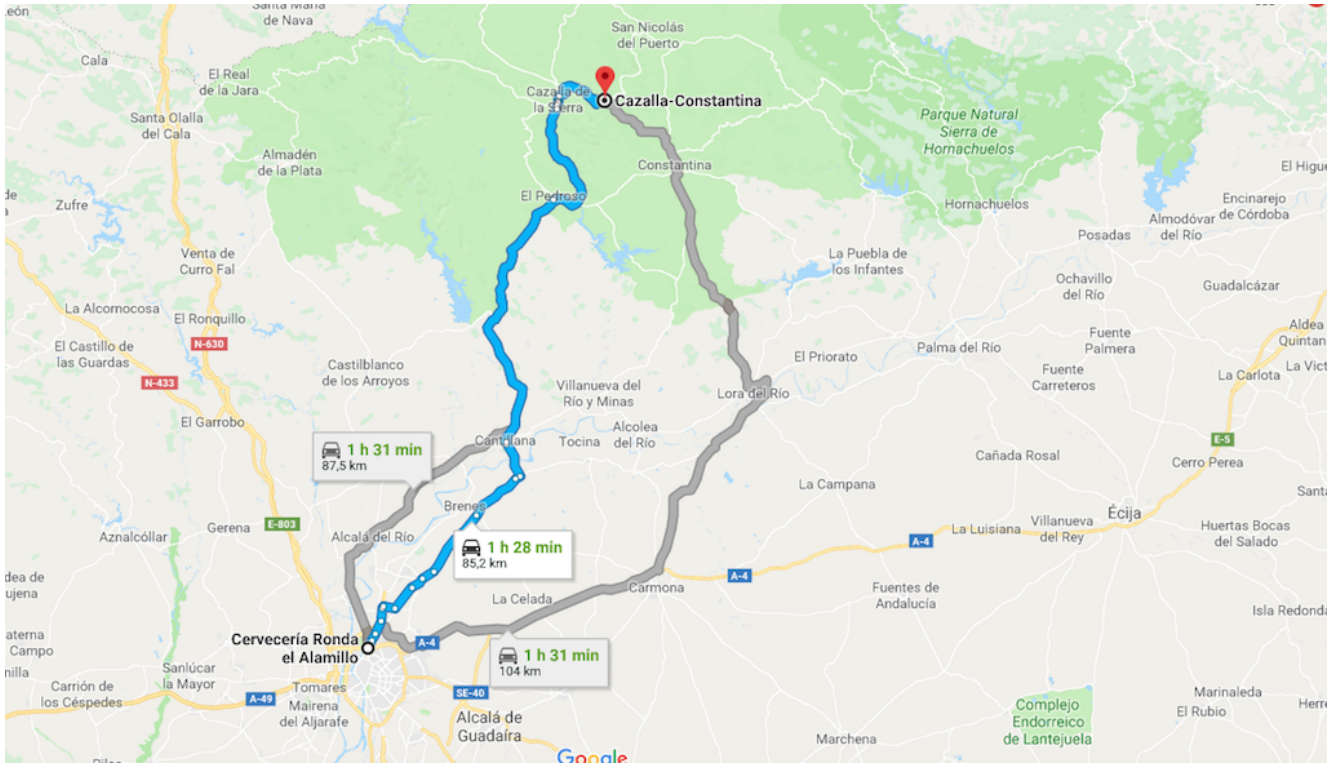 León
Santa María
de Nava
San Nicolás
del Puerto
Cala
El Real
de la Jara
Cazalla de
la Sierra
Cazalla-Constantina
Santa Olalla
del Cala
Parque Natural
Sierra de
Hornachuelos
Almadén
de la Plata
Constantina
El Higue
de
a
Zufre
El Pedroso
Hornachuelos
Encinarejo
de Córdoba
Almodóvar
del Río
Posadas
Venta de
Curro Fal
La Puebla de
los Infantes
Ochavillo
del Río
Guadalcázar
La Alcornocosa
El Ronquillo
N-630
El Castillo de
las Guardas
Fuente
Palmera
Aldea
Quintan
Palma del Río
El Priorato
Castilblanco
de los Arroyos
N-433
Villanueva del
Río y Minas
Fuente
Carreteros
La Carlota
La Vict
Lora del Río
El Garrobo
Cantillana
Tocina
Alcolea
del Río
E-5
1 h 31 min
87,5 km
Cañada Rosal
Cerro Perea
La Campana
Santa
Brenes
Écija
Aznalcóllar
Gerena
E-803
Alcalá del Río
La Luisiana
Villanueva
del Rey
Huertas Bocas
del Salado
A-4
1 h 28 min
85,2 km
A-4
dea de
ujena
La Celada
Carmona
Fuentes de
Andalucía
Isla Redonda
Cervecería Ronda
el Alamillo
A-4
aterna
Campo
nilla
1 h 31 min
104 km
Sanlúcar
la Mayor
Carrión de
los Céspedes
A-49
Tomares
Mairena
del Aljarafe
SE-40
Alcalá de
Guadaíra
Marinaleda
El Rubio
Herre
Complejo
Endorreico
de Lantejuela
Marchena
Google